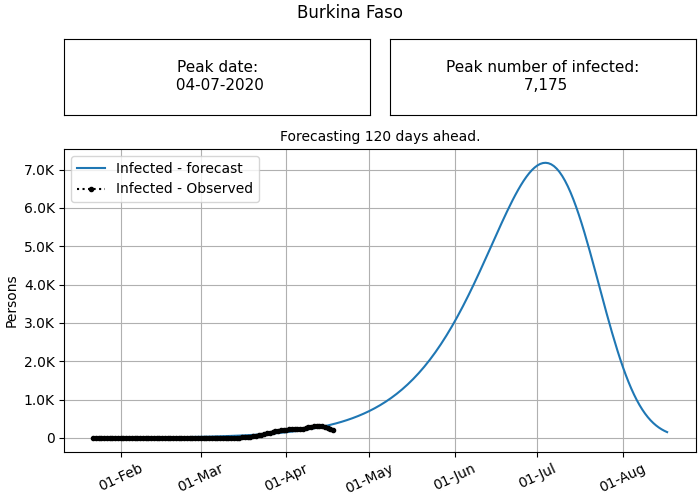 Burkina Faso
Peak date:
04-07-2020
Peak number of infected:
7,175
Forecasting 120 days ahead.
Infected - forecast
Infected - Observed
Persons
7.0K
6.0K
5.0K
4.0K
3.0K
2.0K
1.0K
0
01-Feb
01-Mar
01-Apr
01-May
01-Jun
01-Jul
01-Aug